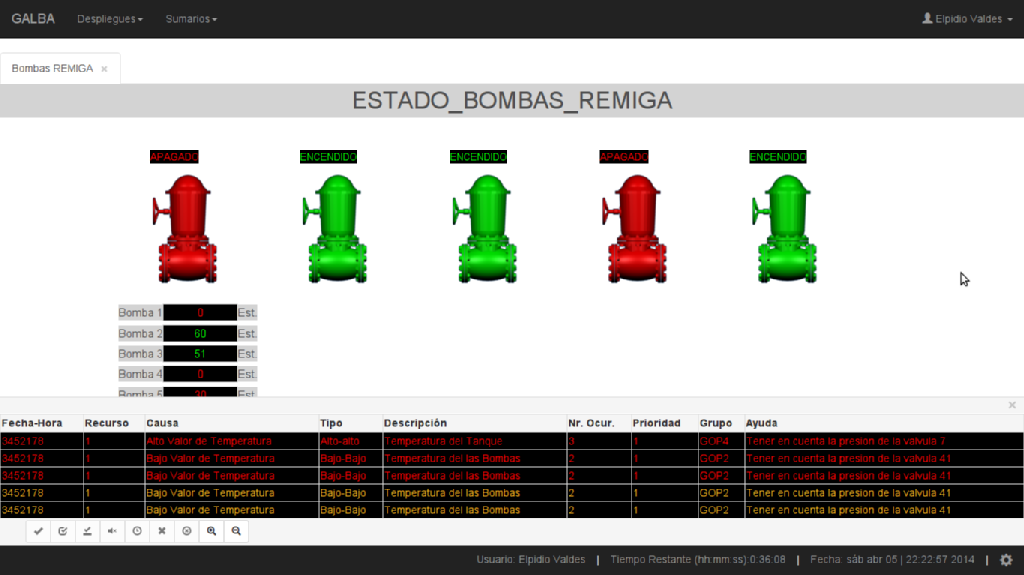 GALBA Despliegues Sumarios Elpidio Valdes
Bombas REMIGA ×
ESTADO_BOMBAS_REMIGA
APAGADO ENCENDIDO ENCENDIDO APAGADO ENCENDIDO
Bomba 1 0 Est.
Bomba 2 60 Est.
Bomba 3 51 Est.
Bomba 4 0 Est.
Bomba 5 30 Est.
Fecha-Hora Recurso Causa Tipo Descripción Nr. Ocur. Prioridad Grupo Ayuda
3452178 1 Alto Valor de Temperatura Alto-alto Temperatura del Tanque 3 1 GOP4 Tener en cuenta la presion de la valvula 7
3452178 1 Bajo Valor de Temperatura Bajo-Bajo Temperatura del las Bombas 2 1 GOP2 Tener en cuenta la presion de la valvula 41
3452178 1 Bajo Valor de Temperatura Bajo-Bajo Temperatura del las Bombas 2 1 GOP2 Tener en cuenta la presion de la valvula 41
3452178 1 Bajo Valor de Temperatura Bajo-Bajo Temperatura del las Bombas 2 1 GOP2 Tener en cuenta la presion de la valvula 41
3452178 1 Bajo Valor de Temperatura Bajo-Bajo Temperatura del las Bombas 2 1 GOP2 Tener en cuenta la presion de la valvula 41
Usuario: Elpidio Valdes | Tiempo Restante (hh:mm:ss):0:36:08 | Fecha: sáb abr 05 | 22:22:57 2014 |